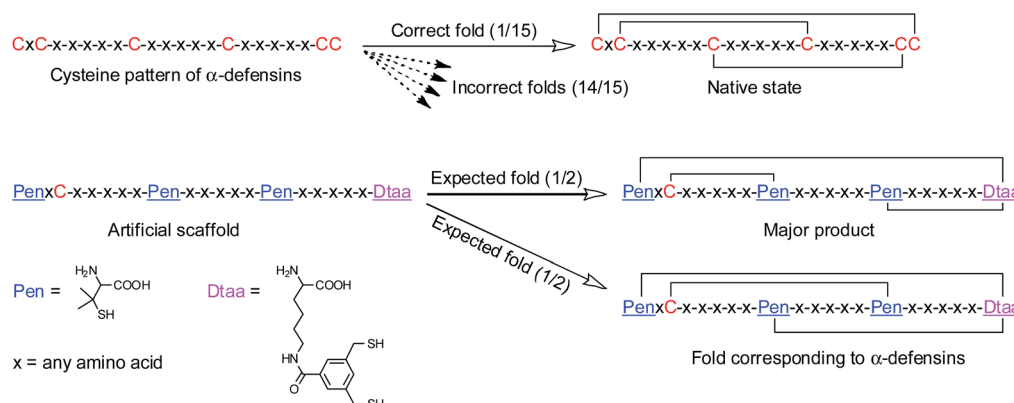 CxC-x-x-x-x-x-C-x-x-x-x-x-x-C-x-x-x-x-x-x-CC
Cysteine pattern of α-defensins
Correct fold (1/15)
Incorrect folds (14/15)
CxC-x-x-x-x-x-x-C-x-x-x-x-x-x-C-x-x-x-x-x-CC
Native state
PenxC-x-x-x-x-x-Pen-x-x-x-x-x-x-Pen-x-x-x-x-x-Dtaa
Artificial scaffold
Expected fold (1/2)
Expected fold (1/2)
PenxC-x-x-x-x-x-x-Pen-x-x-x-x-x-x-Pen-x-x-x-x-x-Dtaa
Major product
PenxC-x-x-x-x-x-x-Pen-x-x-x-x-x-x-Pen-x-x-x-x-x-Dtaa
Fold corresponding to α-defensins
Pen =
H₂N
COOH
SH
Dtaa =
H₂N
COOH
HN
O
SH
SH
x = any amino acid